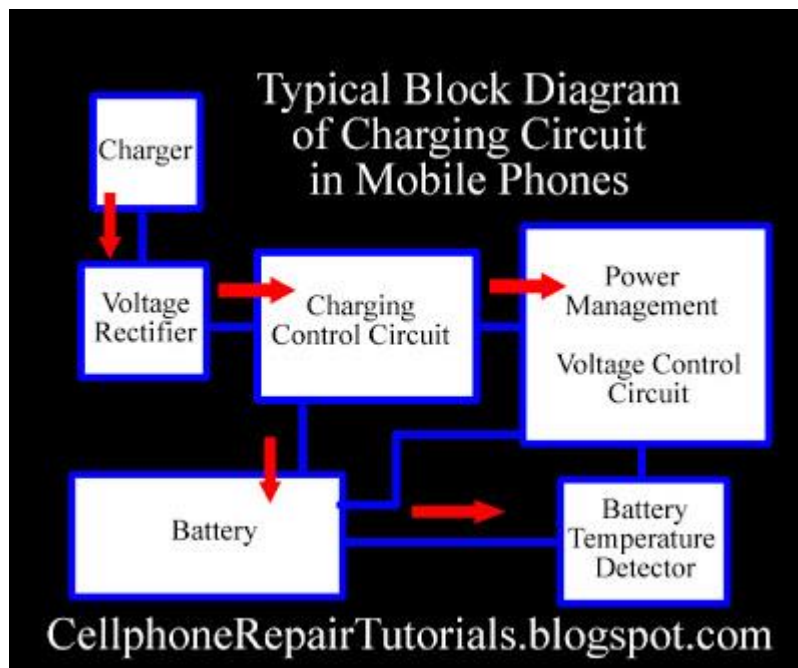 Typical Block Diagram
of Charging Circuit
in Mobile Phones
Charger
Voltage
Rectifier
Charging
Control Circuit
Power
Management
Voltage Control
Circuit
Battery
Battery
Temperature
Detector
CellphoneRepairTutorials.blogspot.com